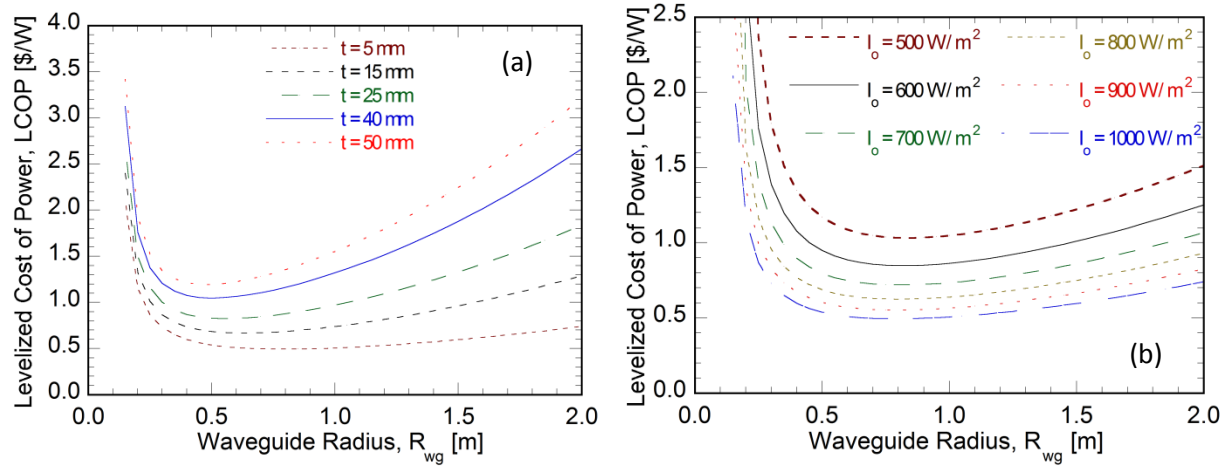 (a)
Levelized Cost of Power, LCOP [$/W]
4.0
3.5
3.0
2.5
2.0
1.5
1.0
0.5
0.0
t = 5 mm
t = 15 mm
t = 25 mm
t = 40 mm
t = 50 mm
0.0 0.5 1.0 1.5 2.0
Waveguide Radius, R_wg [m]
(b)
Levelized Cost of Power, LCOP [$/W]
2.5
2.0
1.5
1.0
0.5
0.0
I_o = 500 W/m²
I_o = 600 W/m²
I_o = 700 W/m²
I_o = 800 W/m²
I_o = 900 W/m²
I_o = 1000 W/m²
0.0 0.5 1.0 1.5 2.0
Waveguide Radius, R_wg [m]